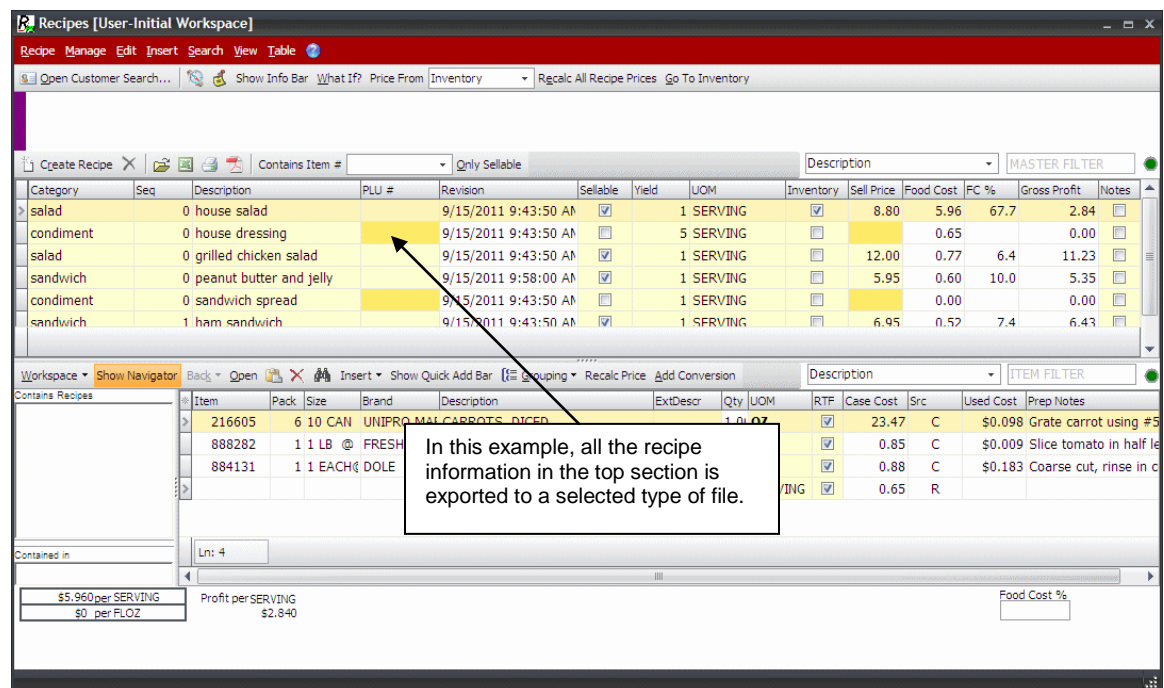 Recipes [User-Initial Workspace]
Recipe Manage Edit Insert Search View Table
Open Customer Search... Show Info Bar What If? Price From Inventory Recalc All Recipe Prices Go To Inventory
Create Recipe Contains Item # Only Sellable Description MASTER FILTER
Category Seq Description PLU # Revision Sellable Yield UOM Inventory Sell Price Food Cost FC % Gross Profit Notes
salad 0 house salad 9/15/2011 9:43:50 AM 1 SERVING 8.80 5.96 67.7 2.84
condiment 0 house dressing 9/15/2011 9:43:50 AM 5 SERVING 0.65 0.00
salad 0 grilled chicken salad 9/15/2011 9:43:50 AM 1 SERVING 12.00 0.77 6.4 11.23
sandwich 0 peanut butter and jelly 9/15/2011 9:58:00 AM 1 SERVING 5.95 0.60 10.0 5.35
condiment 0 sandwich spread 9/15/2011 9:43:50 AM 1 SERVING 0.00 0.00
sandwich 1 ham sandwich 9/15/2011 9:43:50 AM 1 SERVING 6.95 0.52 7.4 6.43
Workspace Show Navigator Back Open Insert Show Quick Add Bar Grouping Recalc Price Add Conversion Description ITEM FILTER
Contains Recipes
Item Pack Size Brand Description ExtDescr Qty UOM RTF Case Cost Src Used Cost Prep Notes
216605 6 10 CAN UNIPRO CARROTS, DICED OZ 23.47 C $0.098 Grate carrot using #5
888282 1 1 LB @ FRESH 0.85 C $0.009 Slice tomato in half le
884131 1 1 EACH@ DOLE 0.88 C $0.183 Coarse cut, rinse in c
VING 0.65 R
In this example, all the recipe
information in the top section is
exported to a selected type of file.
Contained in
Ln: 4
$5.960 per SERVING
$0 per FLOZ
Profit per SERVING
$2.840
Food Cost %